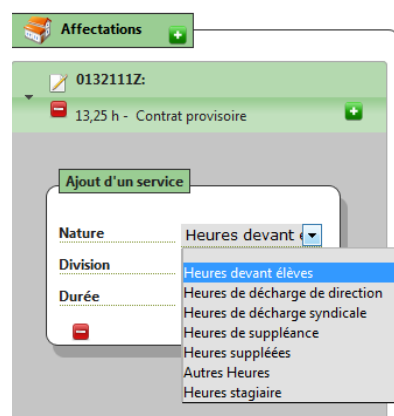 Affectations
0132111Z:
13,25 h - Contrat provisoire
Ajout d'un service
Nature
Heures devant é
Division
Durée
Heures devant élèves
Heures de décharge de direction
Heures de décharge syndicale
Heures de suppléance
Heures suppléées
Autres Heures
Heures stagiaire